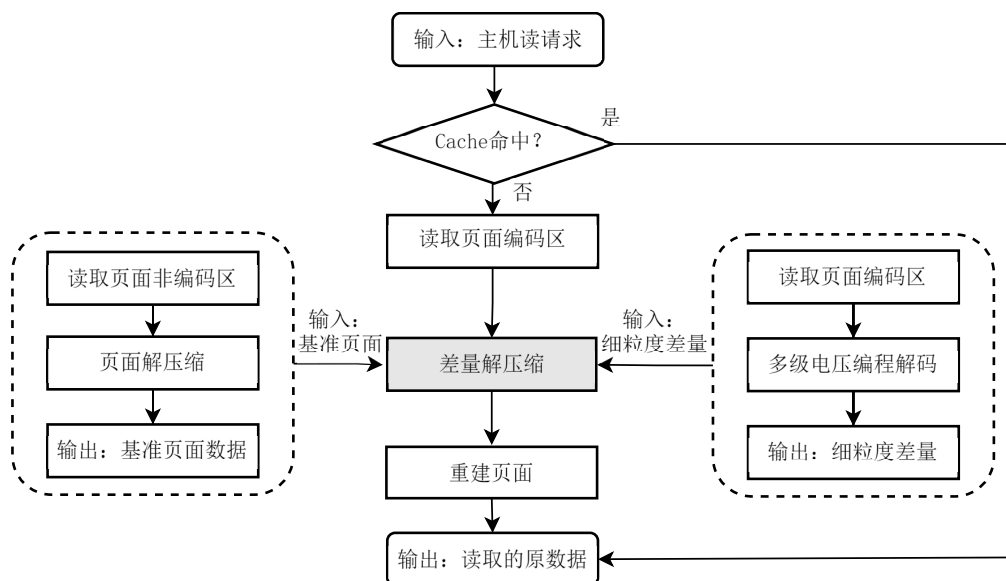 输入：主机读请求
Cache命中？
是
否
读取页面编码区
读取页面非编码区
页面解压缩
输出：基准页面数据
输入：
基准页面
差量解压缩
输入：
细粒度差量
读取页面编码区
多级电压编程解码
输出：细粒度差量
重建页面
输出：读取的原数据